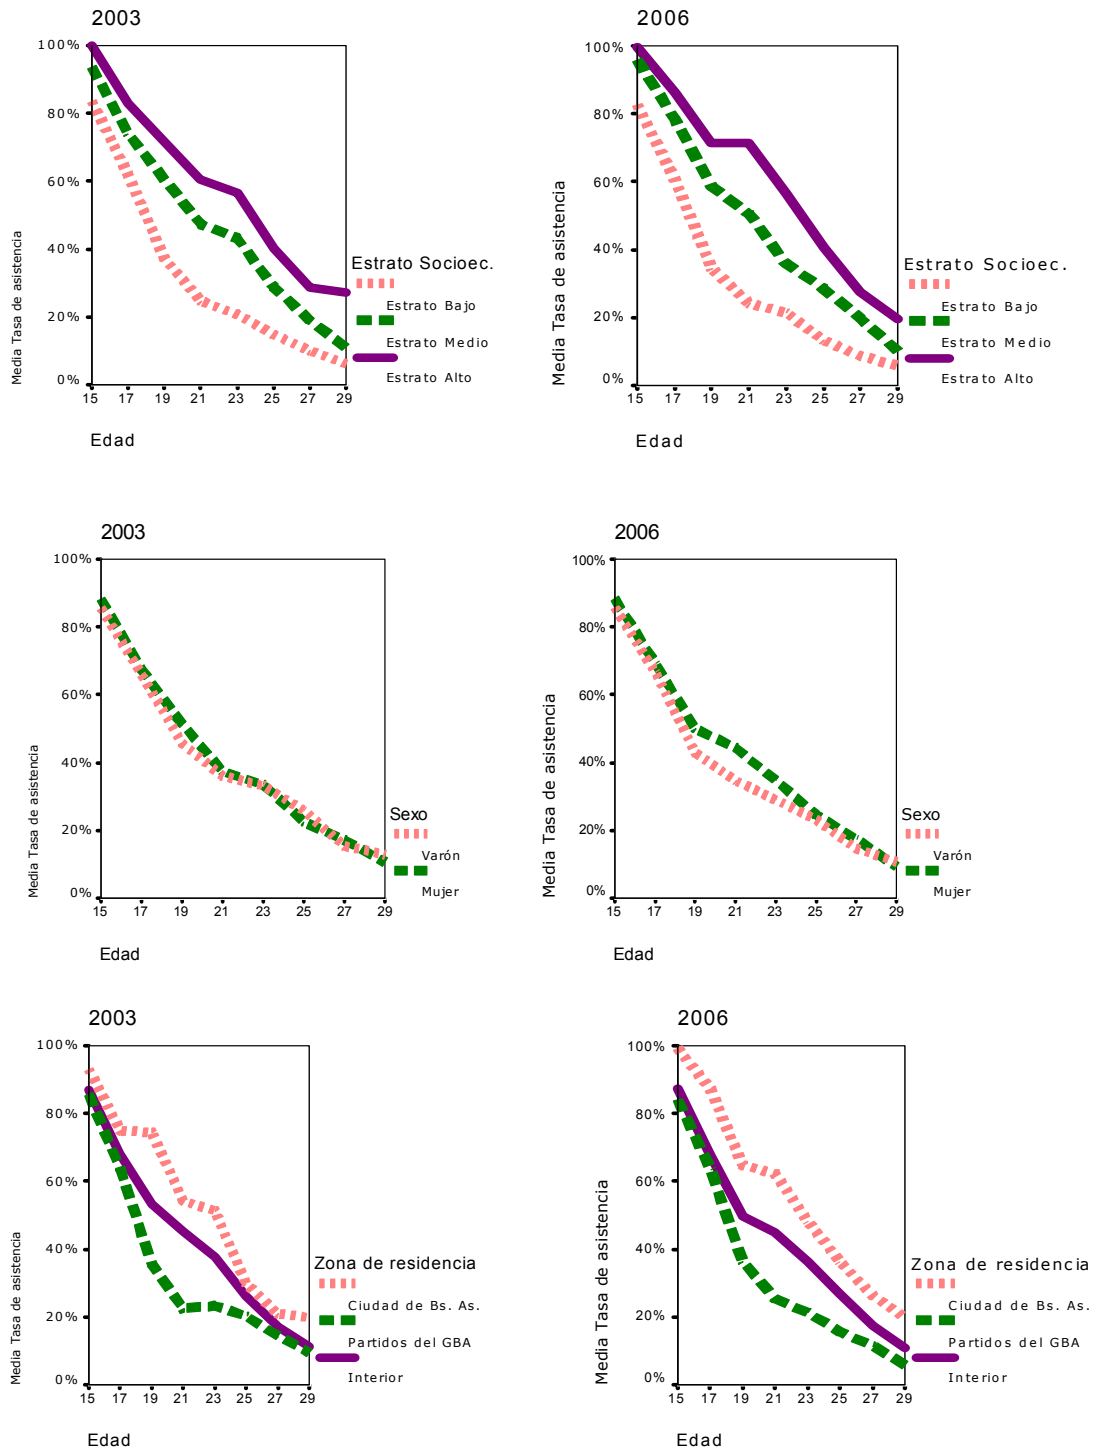 2003
100%
80%
60%
40%
20%
0%
Media Tasa de asistencia
15 17 19 21 23 25 27 29
Edad
Estrato Socioec.
Estrato Bajo
Estrato Medio
Estrato Alto
2006
100%
80%
60%
40%
20%
0%
Media Tasa de asistencia
15 17 19 21 23 25 27 29
Edad
Estrato Socioec.
Estrato Bajo
Estrato Medio
Estrato Alto
2003
100%
80%
60%
40%
20%
0%
Media Tasa de asistencia
15 17 19 21 23 25 27 29
Edad
Sexo
Varón
Mujer
2006
100%
80%
60%
40%
20%
0%
Media Tasa de asistencia
15 17 19 21 23 25 27 29
Edad
Sexo
Varón
Mujer
2003
100%
80%
60%
40%
20%
0%
Media Tasa de asistencia
15 17 19 21 23 25 27 29
Edad
Zona de residencia
Ciudad de Bs. As.
Partidos del GBA
Interior
2006
100%
80%
60%
40%
20%
0%
Media Tasa de asistencia
15 17 19 21 23 25 27 29
Edad
Zona de residencia
Ciudad de Bs. As.
Partidos del GBA
Interior